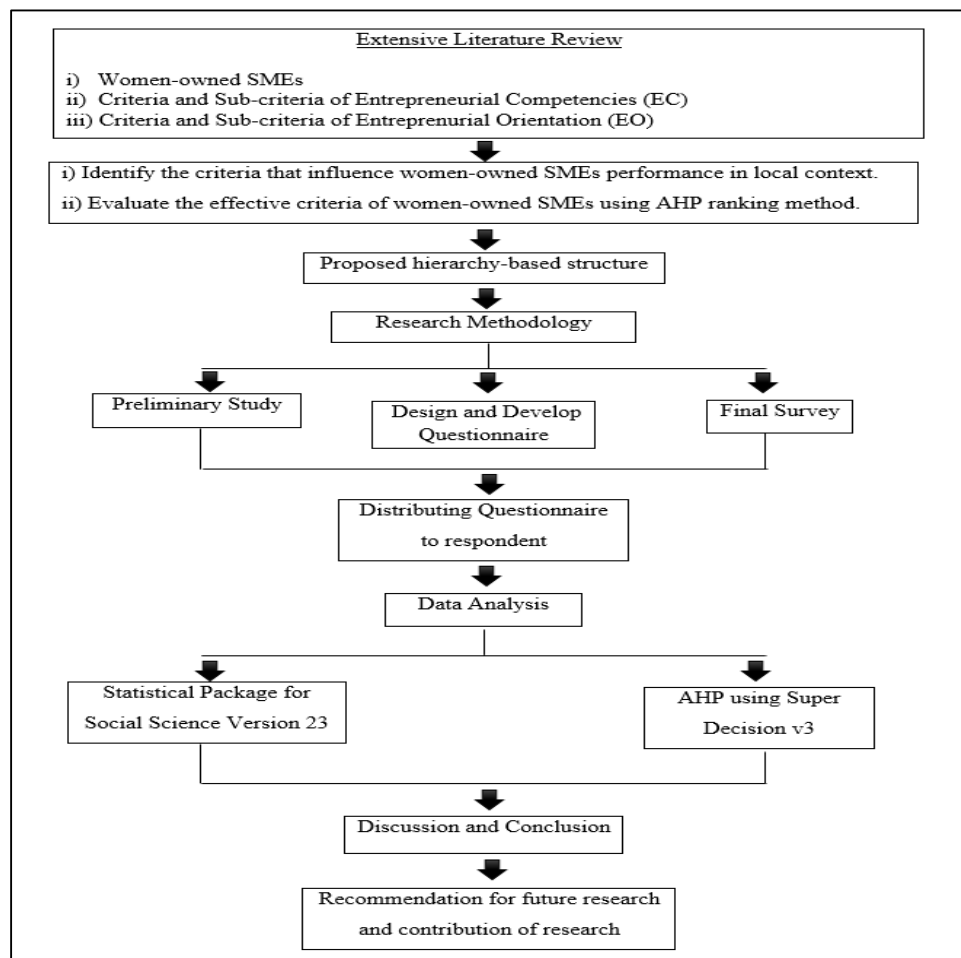 Extensive Literature Review
i) Women-owned SMEs
ii) Criteria and Sub-criteria of Entrepreneurial Competencies (EC)
iii) Criteria and Sub-criteria of Entreprenurial Orientation (EO)
i) Identify the criteria that influence women-owned SMEs performance in local context.
ii) Evaluate the effective criteria of women-owned SMEs using AHP ranking method.
Proposed hierarchy-based structure
Research Methodology
Preliminary Study
Design and Develop
Questionnaire
Final Survey
Distributing Questionnaire
to respondent
Data Analysis
Statistical Package for
Social Science Version 23
AHP using Super
Decision v3
Discussion and Conclusion
Recommendation for future research
and contribution of research